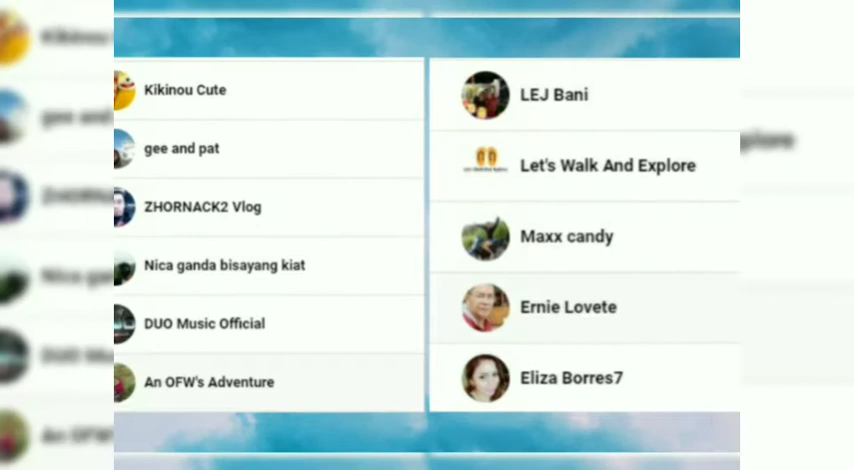 Kikinou Cute
gee and pat
ZHORNACK2 Vlog
Nica ganda bisayang kiat
DUO Music Official
An OFW's Adventure
LEJ Bani
Let's Walk And Explore
Maxx candy
Ernie Lovete
Eliza Borres7